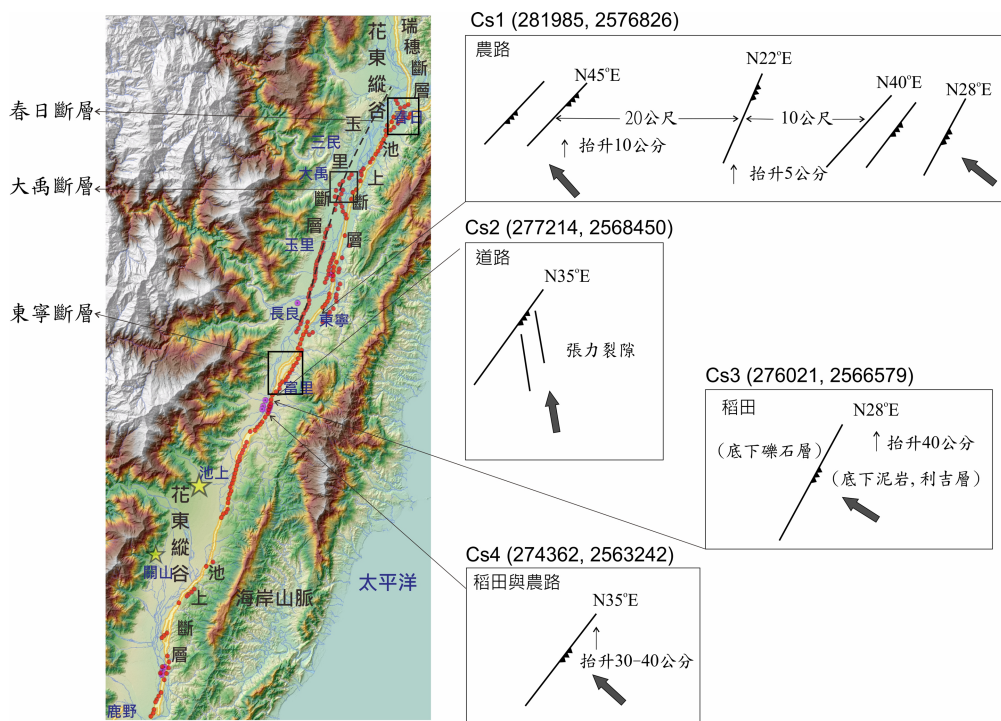 春日斷層
大禹斷層
東寧斷層
花東縱谷
瑞穗斷層
玉里斷層
池上斷層
春日
三民
大禹
玉里
長良
東寧
富里
池上
花東縱谷
關山
池上斷層
海岸山脈
太平洋
鹿野
Cs1 (281985, 2576826)
農路
N45°E
20公尺
抬升10公分
N22°E
10公尺
抬升5公分
N40°E
N28°E
Cs2 (277214, 2568450)
道路
N35°E
張力裂隙
Cs3 (276021, 2566579)
稻田
N28°E
抬升40公分
(底下礫石層)
(底下泥岩, 利吉層)
Cs4 (274362, 2563242)
稻田與農路
N35°E
抬升30-40公分